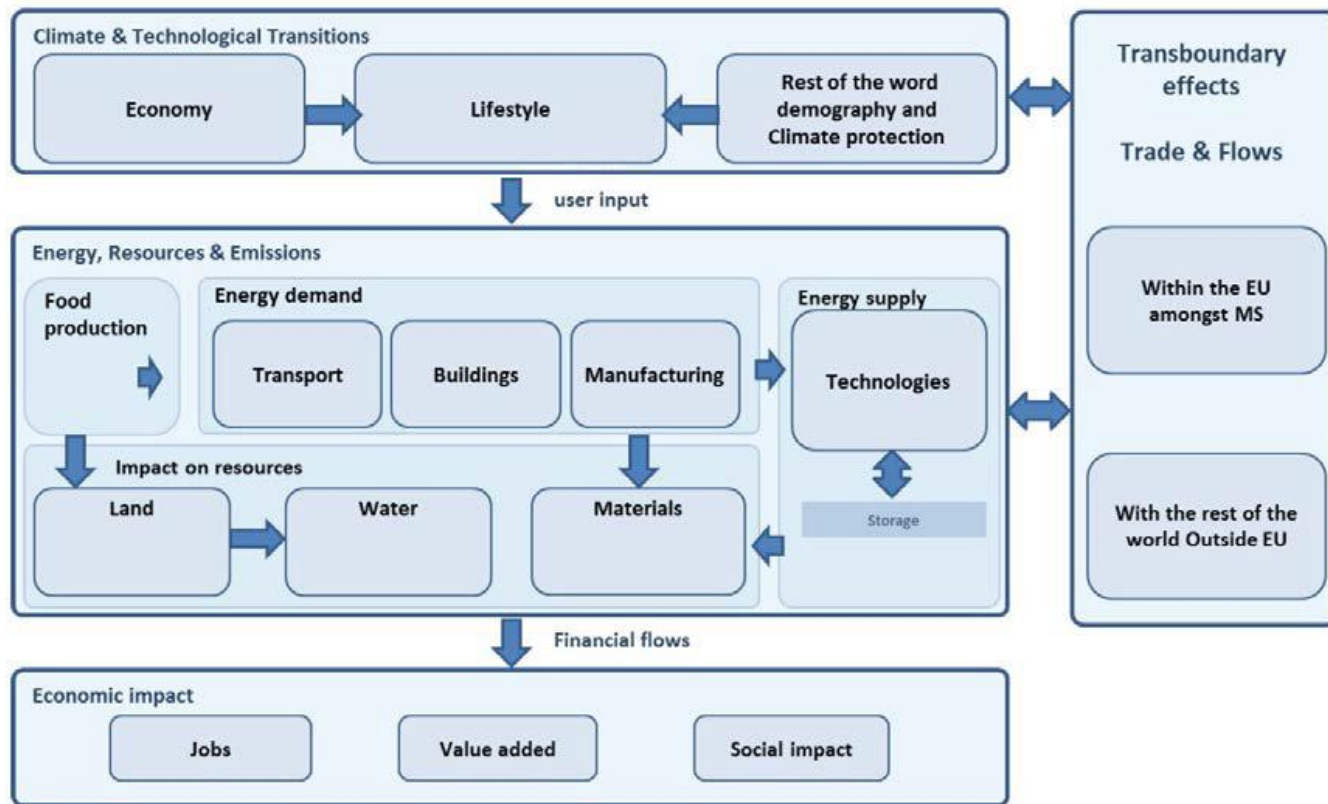 Climate & Technological Transitions
Economy
Lifestyle
Rest of the word
demography and
Climate protection
Transboundary
effects
Trade & Flows
Within the EU
amongst MS
With the rest of the
world Outside EU
user input
Energy, Resources & Emissions
Food
production
Energy demand
Transport
Buildings
Manufacturing
Energy supply
Technologies
Storage
Impact on resources
Land
Water
Materials
Financial flows
Economic impact
Jobs
Value added
Social impact